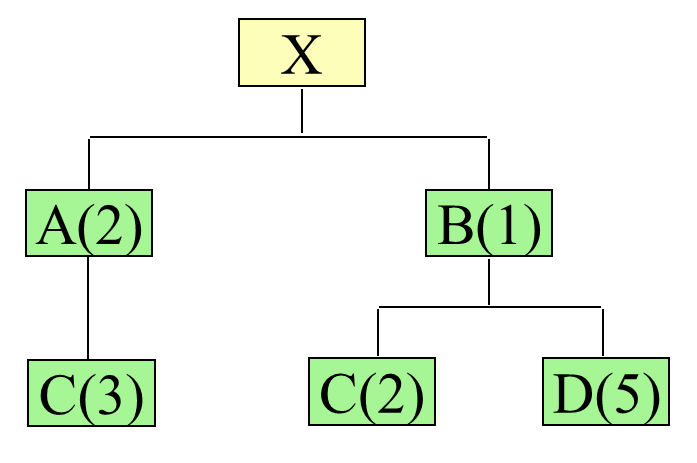 X
A(2)
B(1)
C(3)
C(2)
D(5)